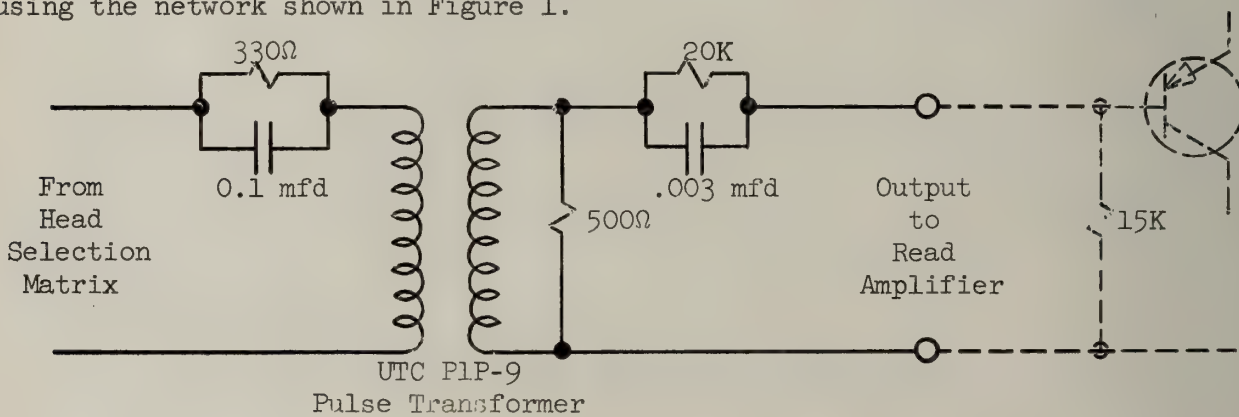 using the network shown in Figure 1.
330Ω
20K
From
Head
Selection
Matrix
0.1 mfd
.003 mfd
500Ω
Output
to
Read
Amplifier
15K
UTC P1P-9
Pulse Transformer